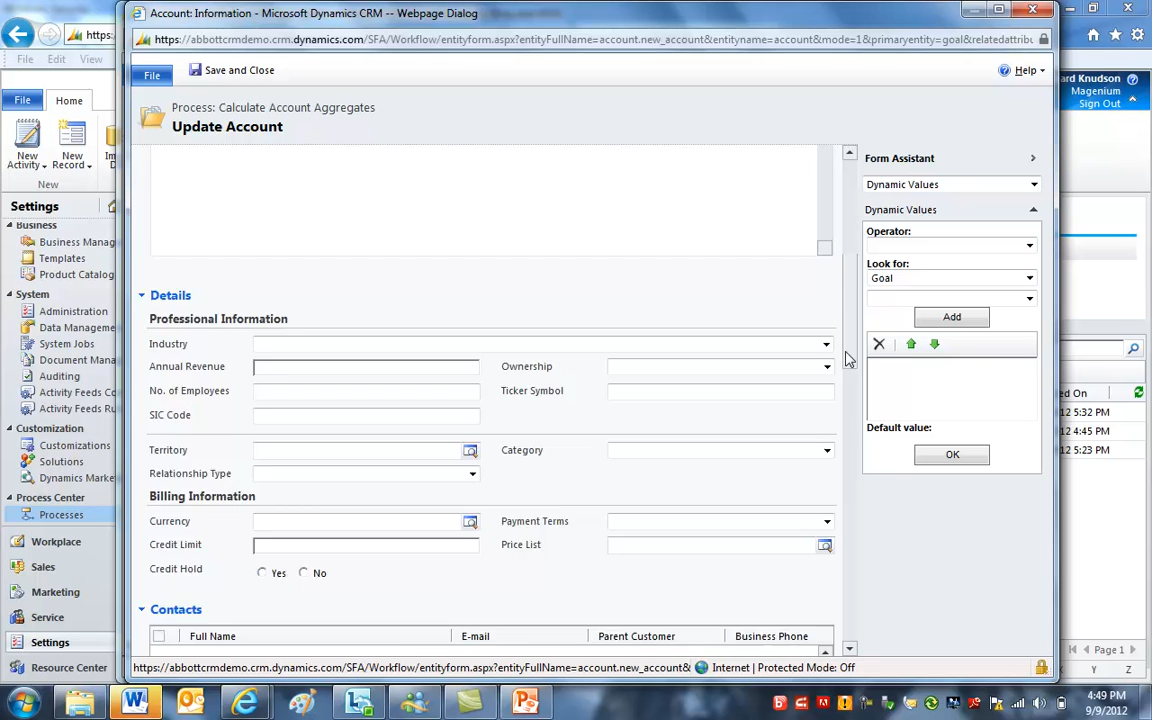 Account: Information - Microsoft Dynamics CRM -- Webpage Dialog
https:
https://abbottcrmdemo.crm.dynamics.com/SFA/Workflow/entityform.aspx?entityFullName=account.new_account&entityname=account&mode=1&primaryentity=goal&relatedattribu
File Edit View
File
Save and Close
Help
File Home
ard Knudson
Magenium
Sign Out
Process: Calculate Account Aggregates
Update Account
New Activity
New Record
New
Form Assistant
Dynamic Values
Dynamic Values
Operator:
Look for:
Goal
Add
Default value:
OK
Settings
Business
Business Manag
Templates
Product Catalog
System
Administration
Data Manageme
System Jobs
Document Mana
Auditing
Activity Feeds Co
Activity Feeds Ru
Customization
Customizations
Solutions
Dynamics Marke
Process Center
Processes
Workplace
Sales
Marketing
Service
Settings
Resource Center
Details
Professional Information
Industry
Annual Revenue
Ownership
No. of Employees
Ticker Symbol
SIC Code
Territory
Category
Relationship Type
Billing Information
Currency
Payment Terms
Credit Limit
Price List
Credit Hold
Yes
No
Contacts
Full Name
E-mail
Parent Customer
Business Phone
ed On
12 5:32 PM
12 4:45 PM
12 5:23 PM
Page 1
Y Z
https://abbottcrmdemo.crm.dynamics.com/SFA/Workflow/entityform.aspx?entityFullName=account.new_account&
Internet | Protected Mode: Off
4:49 PM
9/9/2012